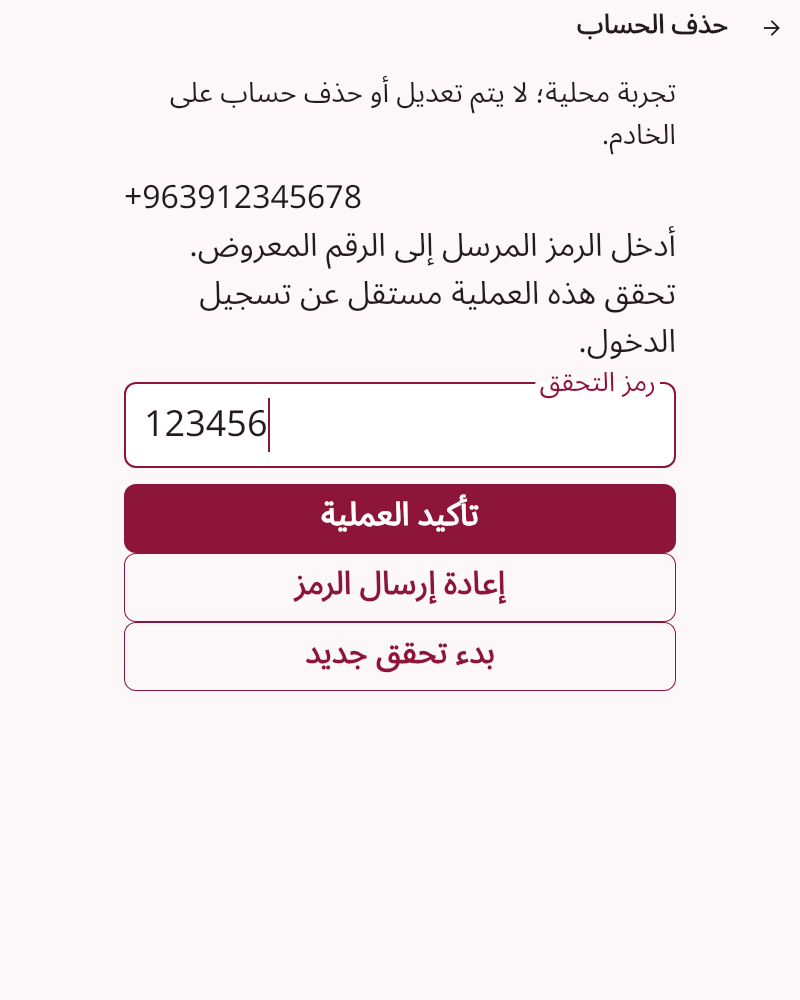 حذف الحساب
تجربة محلية؛ لا يتم تعديل أو حذف حساب على
الخادم.
+963912345678
أدخل الرمز المرسل إلى الرقم المعروض.
تحقق هذه العملية مستقل عن تسجيل
الدخول.
رمز التحقق
123456
تأكيد العملية
إعادة إرسال الرمز
بدء تحقق جديد